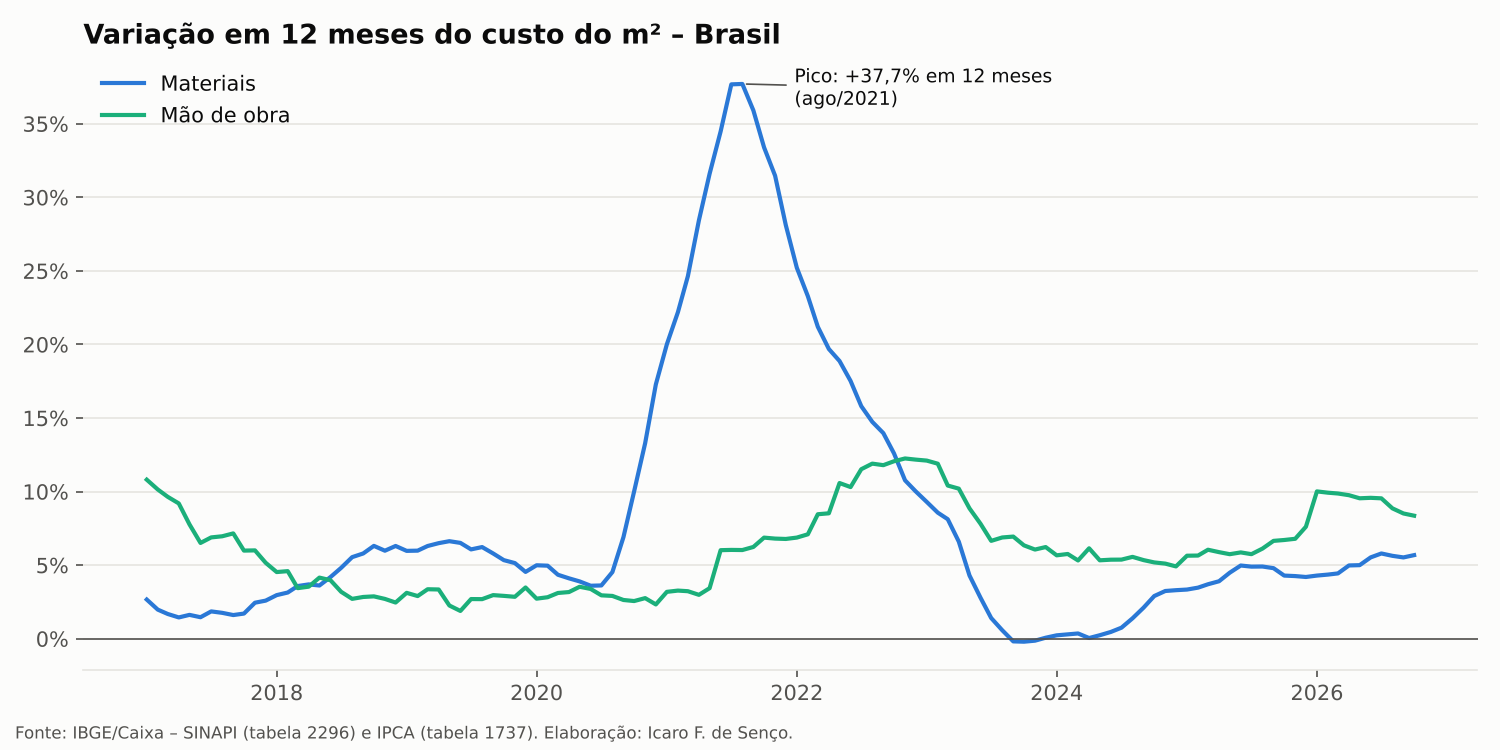 Variação em 12 meses do custo do m² – Brasil
Materiais
Mão de obra
Pico: +37,7% em 12 meses
(ago/2021)
35%
30%
25%
20%
15%
10%
5%
0%
2018 2020 2022 2024 2026
Fonte: IBGE/Caixa – SINAPI (tabela 2296) e IPCA (tabela 1737). Elaboração: Icaro F. de Senço.